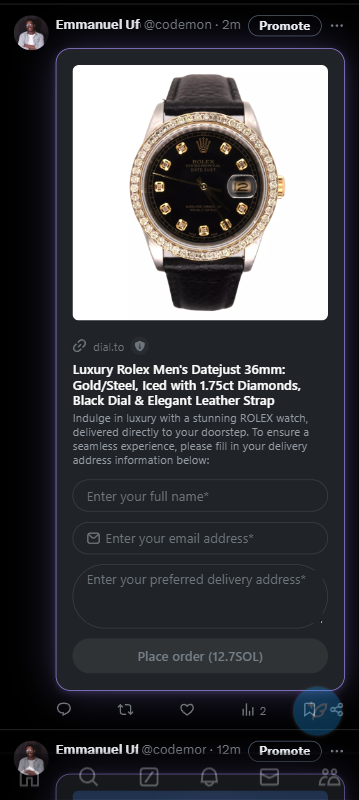 Emmanuel Uf @codemon · 2m Promote
ROLEX
dial.to
Luxury Rolex Men's Datejust 36mm:
Gold/Steel, Iced with 1.75ct Diamonds,
Black Dial & Elegant Leather Strap
Indulge in luxury with a stunning ROLEX watch,
delivered directly to your doorstep. To ensure a
seamless experience, please fill in your delivery
address information below:
Enter your full name*
Enter your email address*
Enter your preferred delivery address*
Place order (12.7SOL)
2
Emmanuel Uf @codemor · 12m Promote